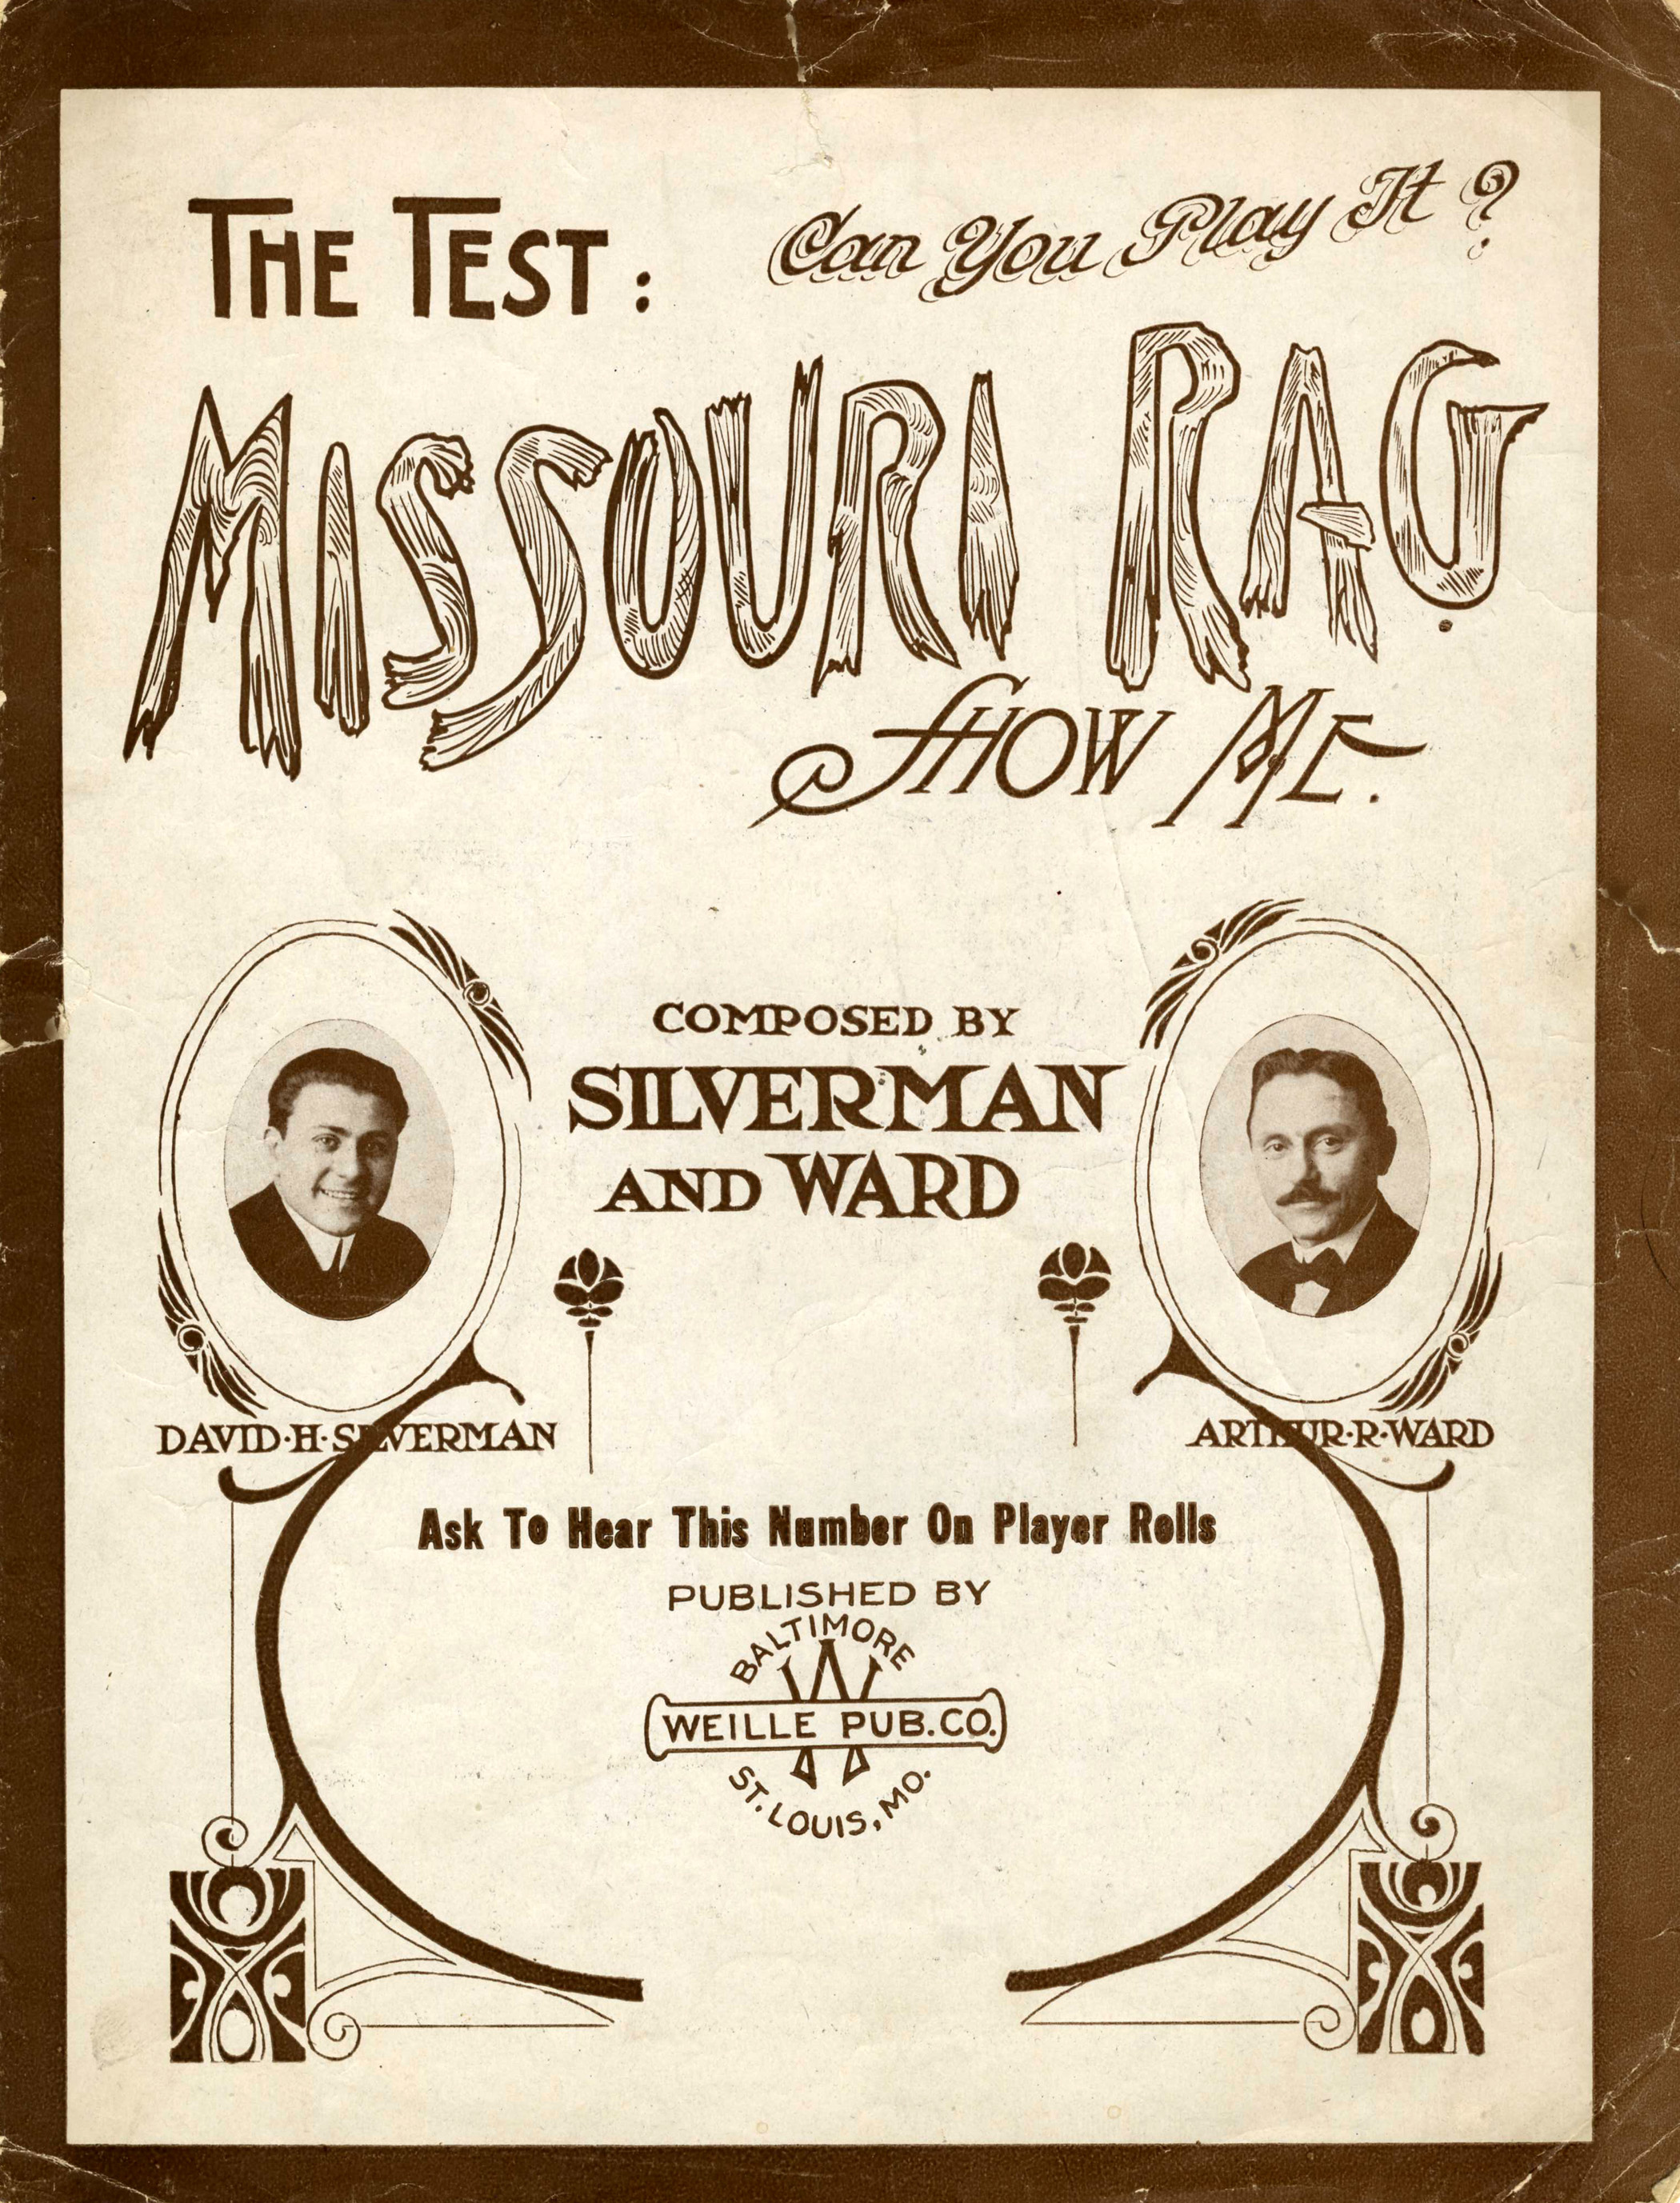 THE TEST: Can You Play It?
MISSOURI RAG
SHOW ME.
COMPOSED BY
SILVERMAN
AND WARD
DAVID·H·SILVERMAN
ARTHUR·R·WARD
Ask To Hear This Number On Player Rolls
PUBLISHED BY
BALTIMORE
W
WEILLE PUB.CO.
ST. LOUIS, MO.